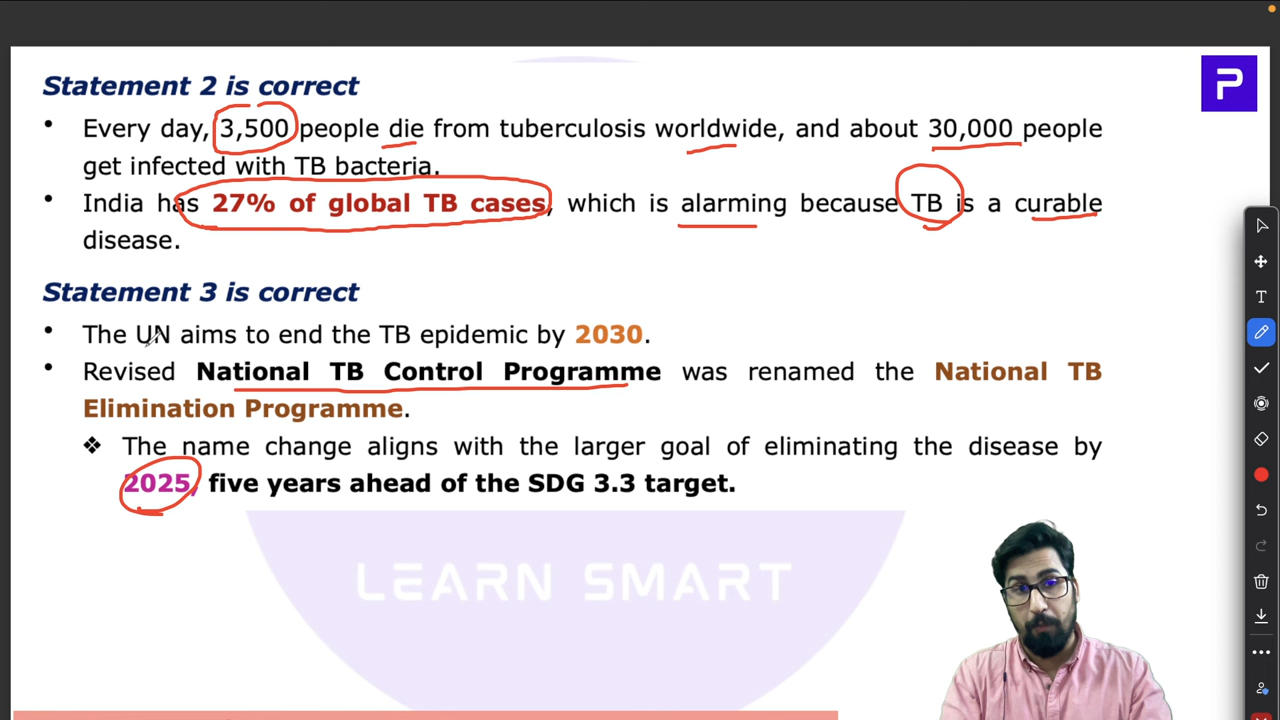 Statement 2 is correct
• Every day, 3,500 people die from tuberculosis worldwide, and about 30,000 people
get infected with TB bacteria.
• India has 27% of global TB cases, which is alarming because TB is a curable
disease.
Statement 3 is correct
• The UN aims to end the TB epidemic by 2030.
• Revised National TB Control Programme was renamed the National TB
Elimination Programme.
❖ The name change aligns with the larger goal of eliminating the disease by
2025, five years ahead of the SDG 3.3 target.
LEARN SMART
P
T